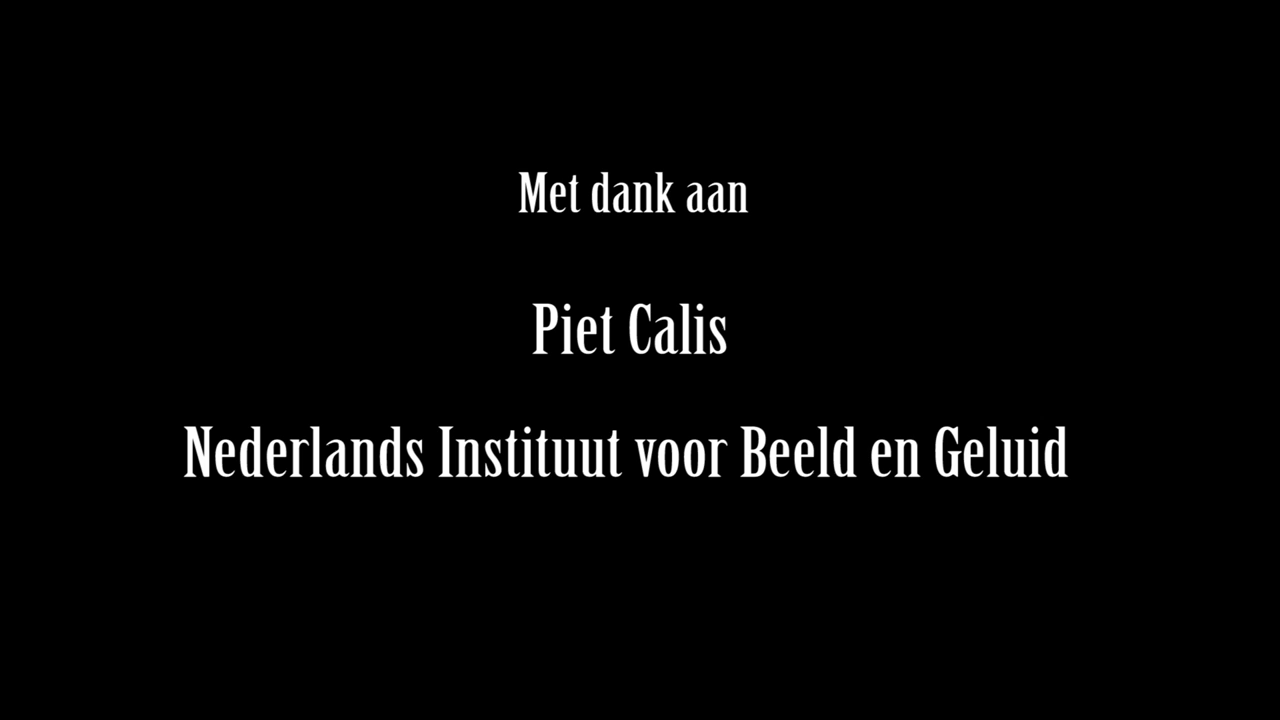 Met dank aan
Piet Calis
Nederlands Instituut voor Beeld en Geluid